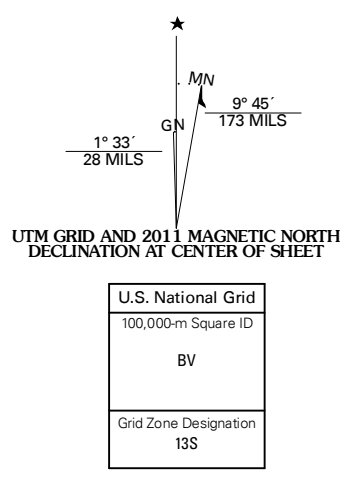 MN
GN
9° 45´
173 MILS
1° 33´
28 MILS
UTM GRID AND 2011 MAGNETIC NORTH
DECLINATION AT CENTER OF SHEET
U.S. National Grid
100,000-m Square ID
BV
Grid Zone Designation
13S